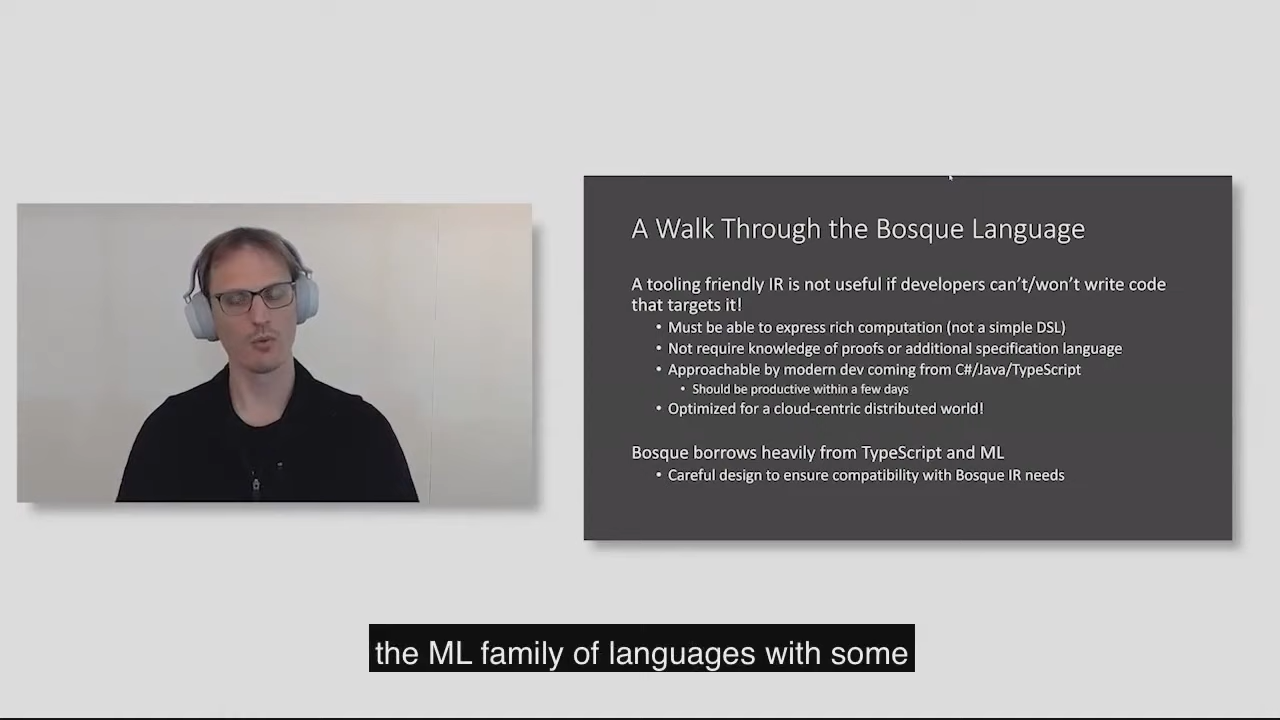 A Walk Through the Bosque Language
A tooling friendly IR is not useful if developers can't/won't write code
that targets it!
• Must be able to express rich computation (not a simple DSL)
• Not require knowledge of proofs or additional specification language
• Approachable by modern dev coming from C#/Java/TypeScript
• Should be productive within a few days
• Optimized for a cloud-centric distributed world!
Bosque borrows heavily from TypeScript and ML
• Careful design to ensure compatibility with Bosque IR needs
the ML family of languages with some